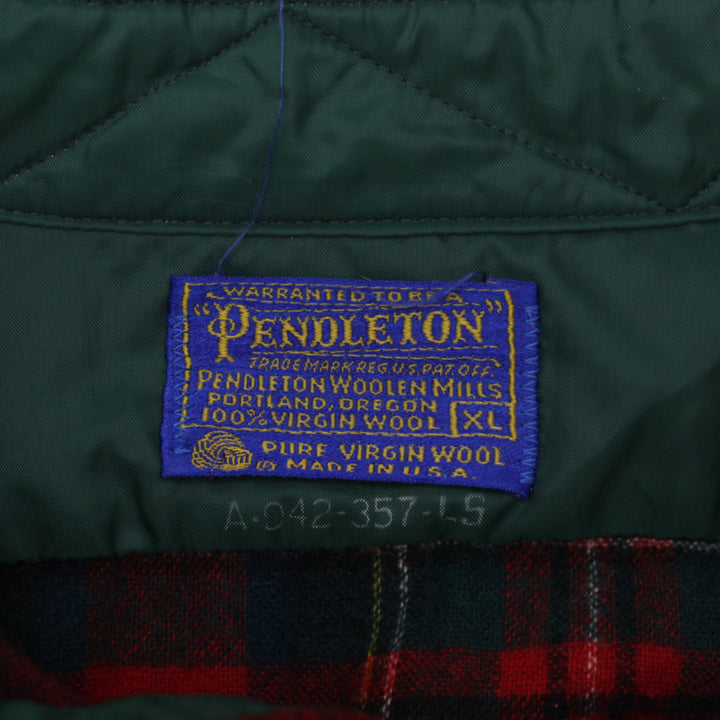 WARRANTED TO BE A
"PENDLETON"
TRADE MARK REG. U.S. PAT. OFF.
PENDLETON WOOLEN MILLS
PORTLAND, OREGON
100% VIRGIN WOOL XL
PURE VIRGIN WOOL
® MADE IN U.S.A.
A-042-357-LS